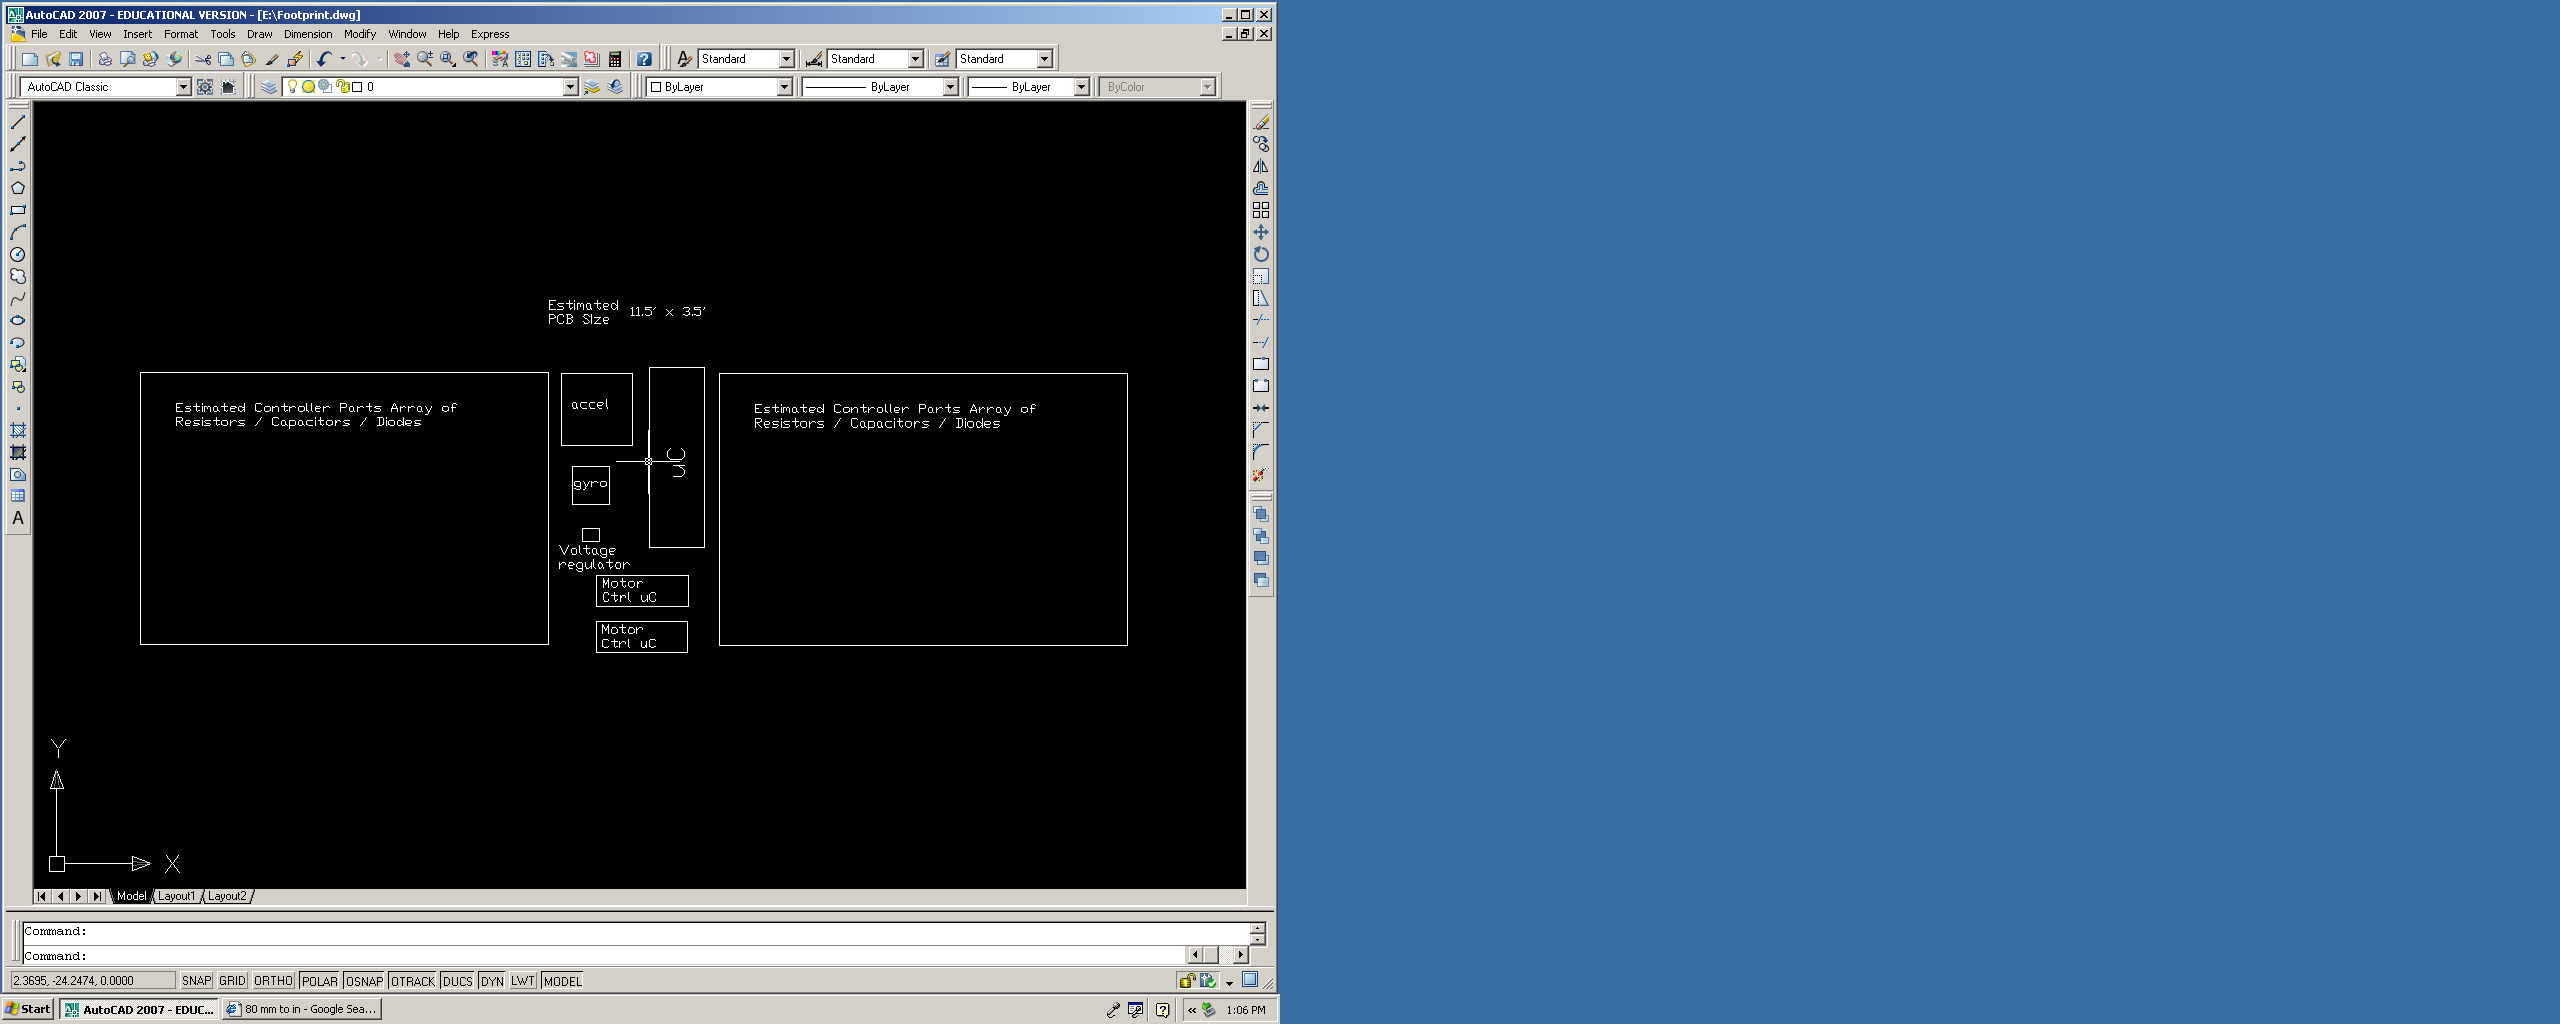 AutoCAD 2007 - EDUCATIONAL VERSION - [E:\Footprint.dwg]
File Edit View Insert Format Tools Draw Dimension Modify Window Help Express
Standard Standard Standard
AutoCAD Classic 0 ByLayer ByLayer ByLayer ByColor
Estimated
PCB Size
11.5' x 3.5'
Estimated Controller Parts Array of
Resistors / Capacitors / Diodes
accel
uC
gyro
Voltage
regulator
Motor
Ctrl uC
Motor
Ctrl uC
Estimated Controller Parts Array of
Resistors / Capacitors / Diodes
Y
X
A
Model Layout1 Layout2
Command:
Command:
2.3695, -24.2474, 0.0000 SNAP GRID ORTHO POLAR OSNAP OTRACK DUCS DYN LWT MODEL
Start AutoCAD 2007 - EDUC... 80 mm to in - Google Sea... 1:06 PM